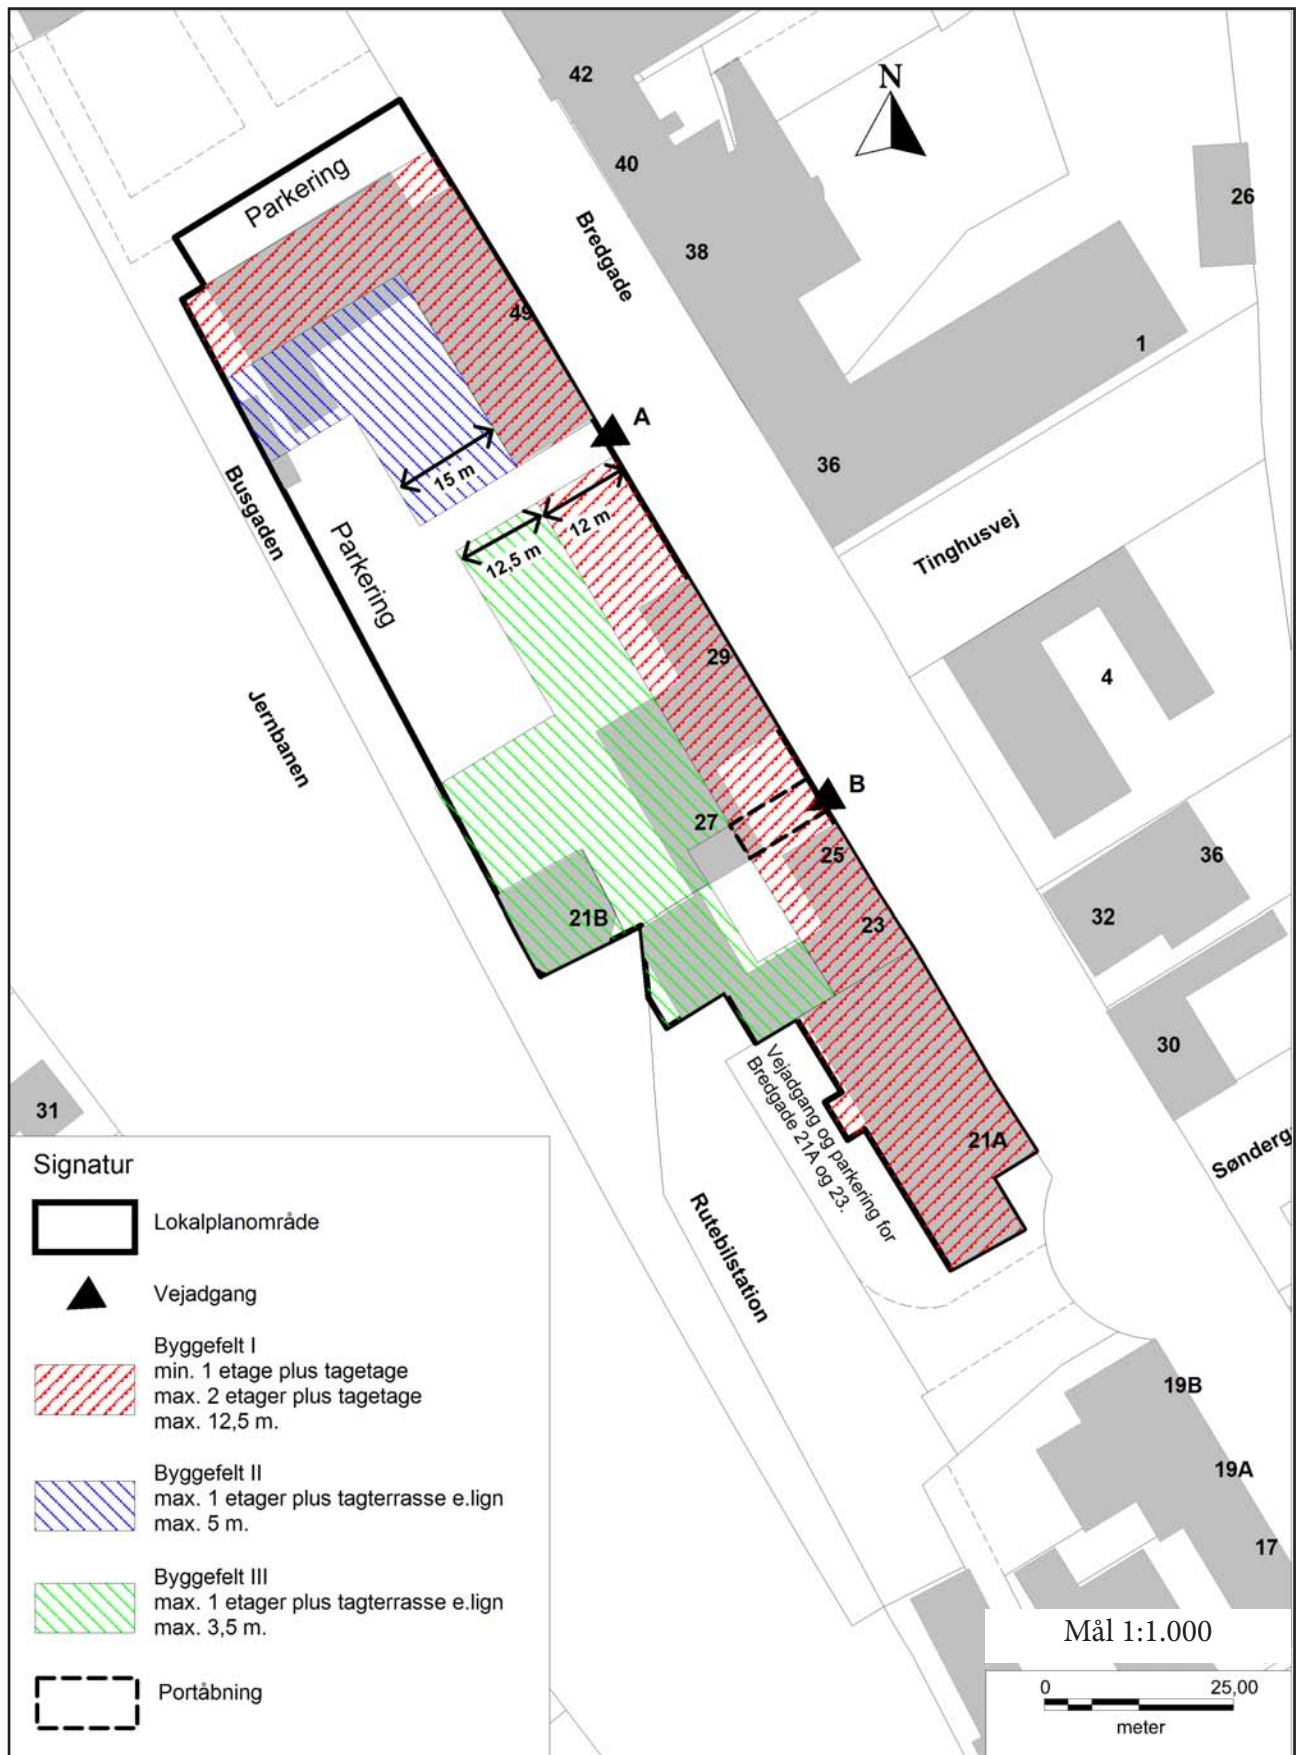 42
N
40
26
Parkering
Bredgade
38
49
1
A
36
15 m
Busgaden
12 m
Tinghusvej
12,5 m
Parkering
29
4
Jernbanen
B
27
25
36
21B
23
32
30
Vejadgang og parkering for
Bredgade 21A og 23.
31
21A
Sønderg
Rutebilstation
Signatur
Lokalplanområde
Vejadgang
Byggefelt I
min. 1 etage plus tagetage
max. 2 etager plus tagetage
max. 12,5 m.
Byggefelt II
max. 1 etager plus tagterrasse e.lign
max. 5 m.
Byggefelt III
max. 1 etager plus tagterrasse e.lign
max. 3,5 m.
Portåbning
19B
19A
17
Mål 1:1.000
0 25,00
meter